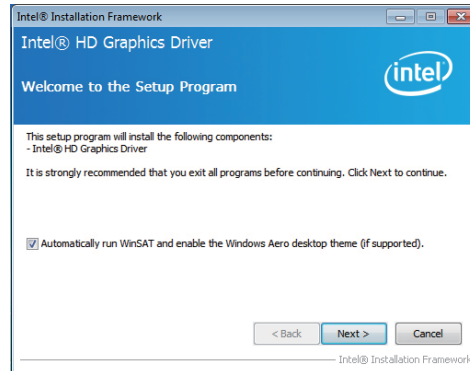 Intel® Installation Framework
Intel® HD Graphics Driver
Welcome to the Setup Program
intel
This setup program will install the following components:
- Intel® HD Graphics Driver
It is strongly recommended that you exit all programs before continuing. Click Next to continue.
Automatically run WinSAT and enable the Windows Aero desktop theme (if supported).
< Back Next > Cancel
Intel® Installation Framework